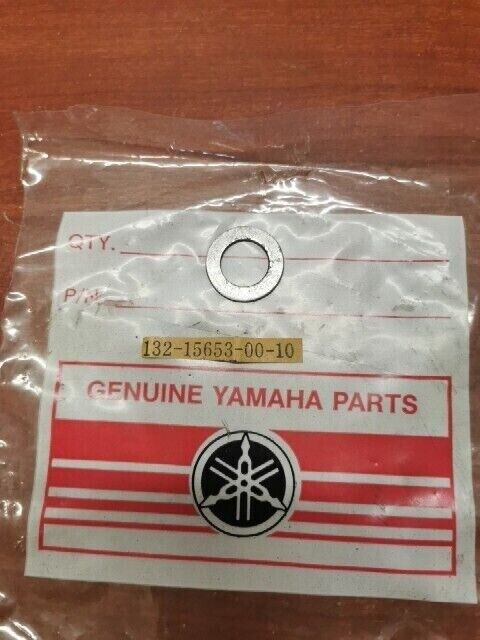 QTY.
P/N.
132-15653-00-10
GENUINE YAMAHA PARTS